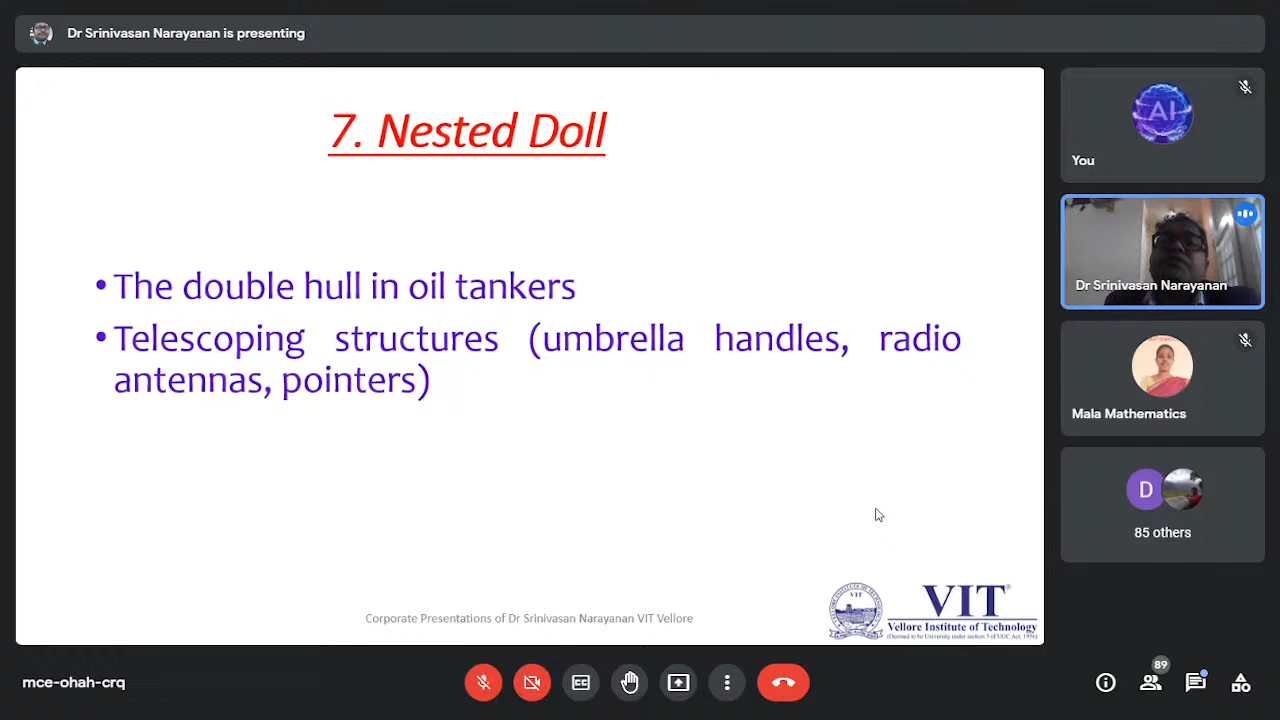 Dr Srinivasan Narayanan is presenting
7. Nested Doll
• The double hull in oil tankers
• Telescoping structures (umbrella handles, radio
antennas, pointers)
Corporate Presentations of Dr Srinivasan Narayanan VIT Vellore
VIT
VIT®
Vellore Institute of Technology
(Deemed to be University under section 3 of UGC Act, 1956)
AI
You
Dr Srinivasan Narayanan
Mala Mathematics
D
85 others
mce-ohah-crq
CC
89